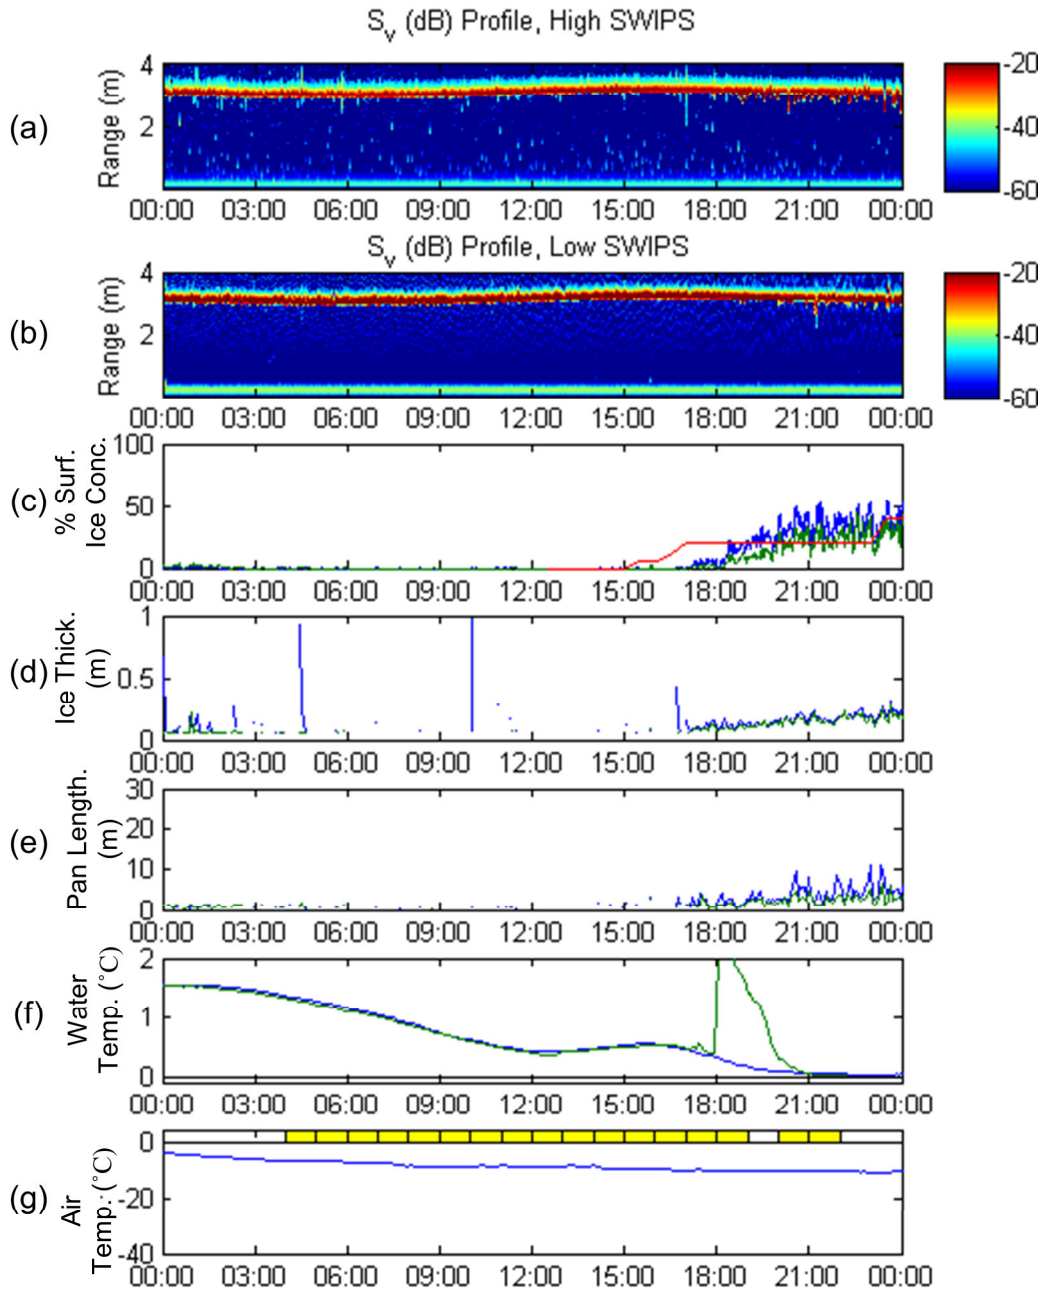 S_v (dB) Profile, High SWIPS
(a)
Range (m)
4
2
-20
-40
-60
00:00 03:00 06:00 09:00 12:00 15:00 18:00 21:00 00:00
S_v (dB) Profile, Low SWIPS
(b)
Range (m)
4
2
-20
-40
-60
00:00 03:00 06:00 09:00 12:00 15:00 18:00 21:00 00:00
(c)
% Surf.
Ice Conc.
100
50
0
00:00 03:00 06:00 09:00 12:00 15:00 18:00 21:00 00:00
(d)
Ice Thick.
(m)
1
0.5
0
00:00 03:00 06:00 09:00 12:00 15:00 18:00 21:00 00:00
(e)
Pan Length.
(m)
30
20
10
0
00:00 03:00 06:00 09:00 12:00 15:00 18:00 21:00 00:00
(f)
Water
Temp. (°C)
2
1
0
00:00 03:00 06:00 09:00 12:00 15:00 18:00 21:00 00:00
(g)
Air
Temp. (°C)
0
-20
-40
00:00 03:00 06:00 09:00 12:00 15:00 18:00 21:00 00:00